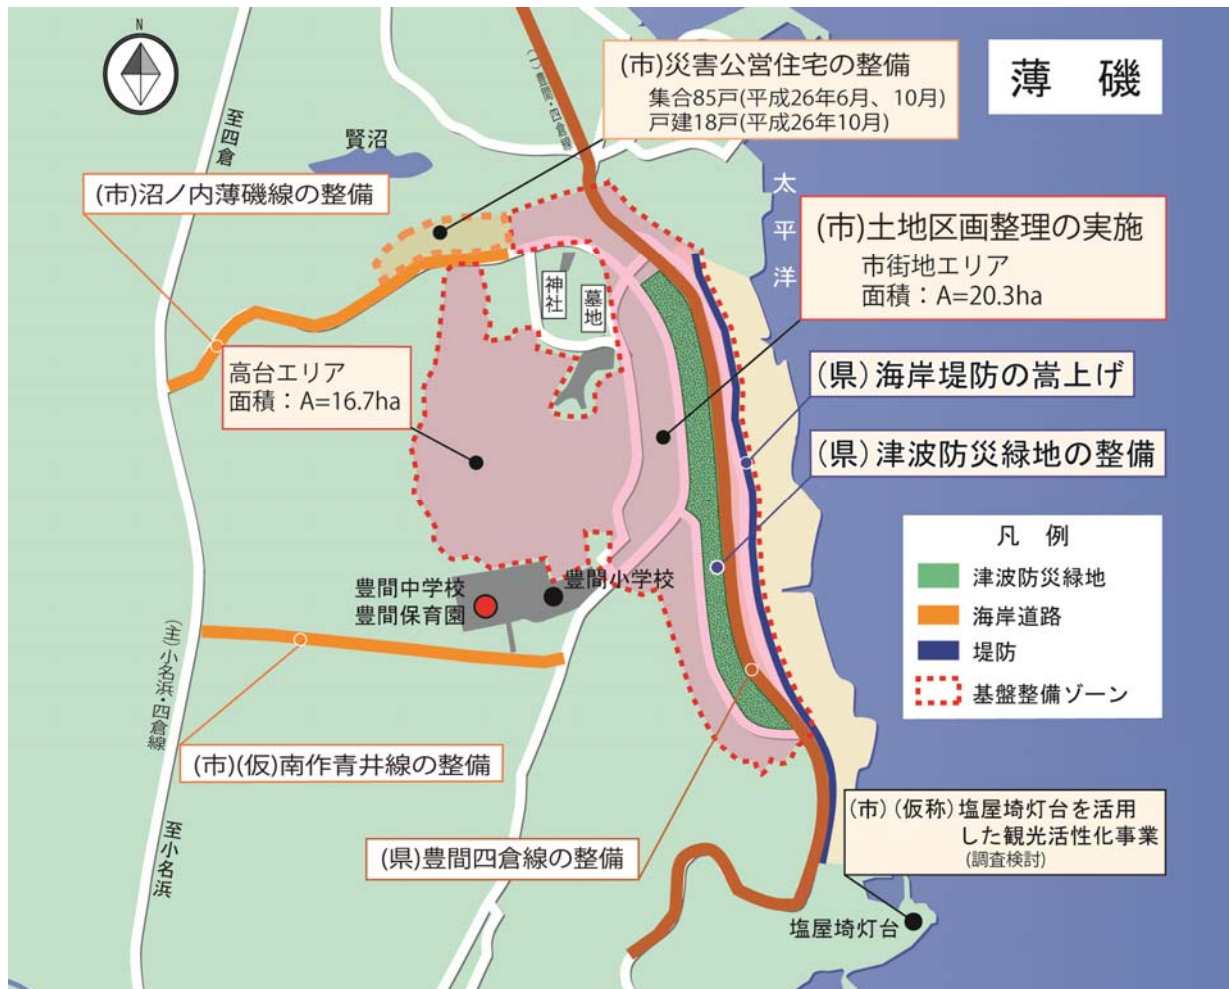 N
薄 磯
(市)災害公営住宅の整備
集合85戸(平成26年6月、10月)
戸建18戸(平成26年10月)
(一)豊間・四倉線
至四倉
賢沼
(市)沼ノ内薄磯線の整備
太平洋
(市)土地区画整理の実施
市街地エリア
面積：A=20.3ha
神社
墓地
高台エリア
面積：A=16.7ha
(県)海岸堤防の嵩上げ
(県)津波防災緑地の整備
凡 例
津波防災緑地
海岸道路
堤防
基盤整備ゾーン
豊間中学校
豊間保育園
豊間小学校
(主)小名浜・四倉線
(市)(仮)南作青井線の整備
至小名浜
(県)豊間四倉線の整備
(市)(仮称)塩屋埼灯台を活用
した観光活性化事業
(調査検討)
塩屋埼灯台